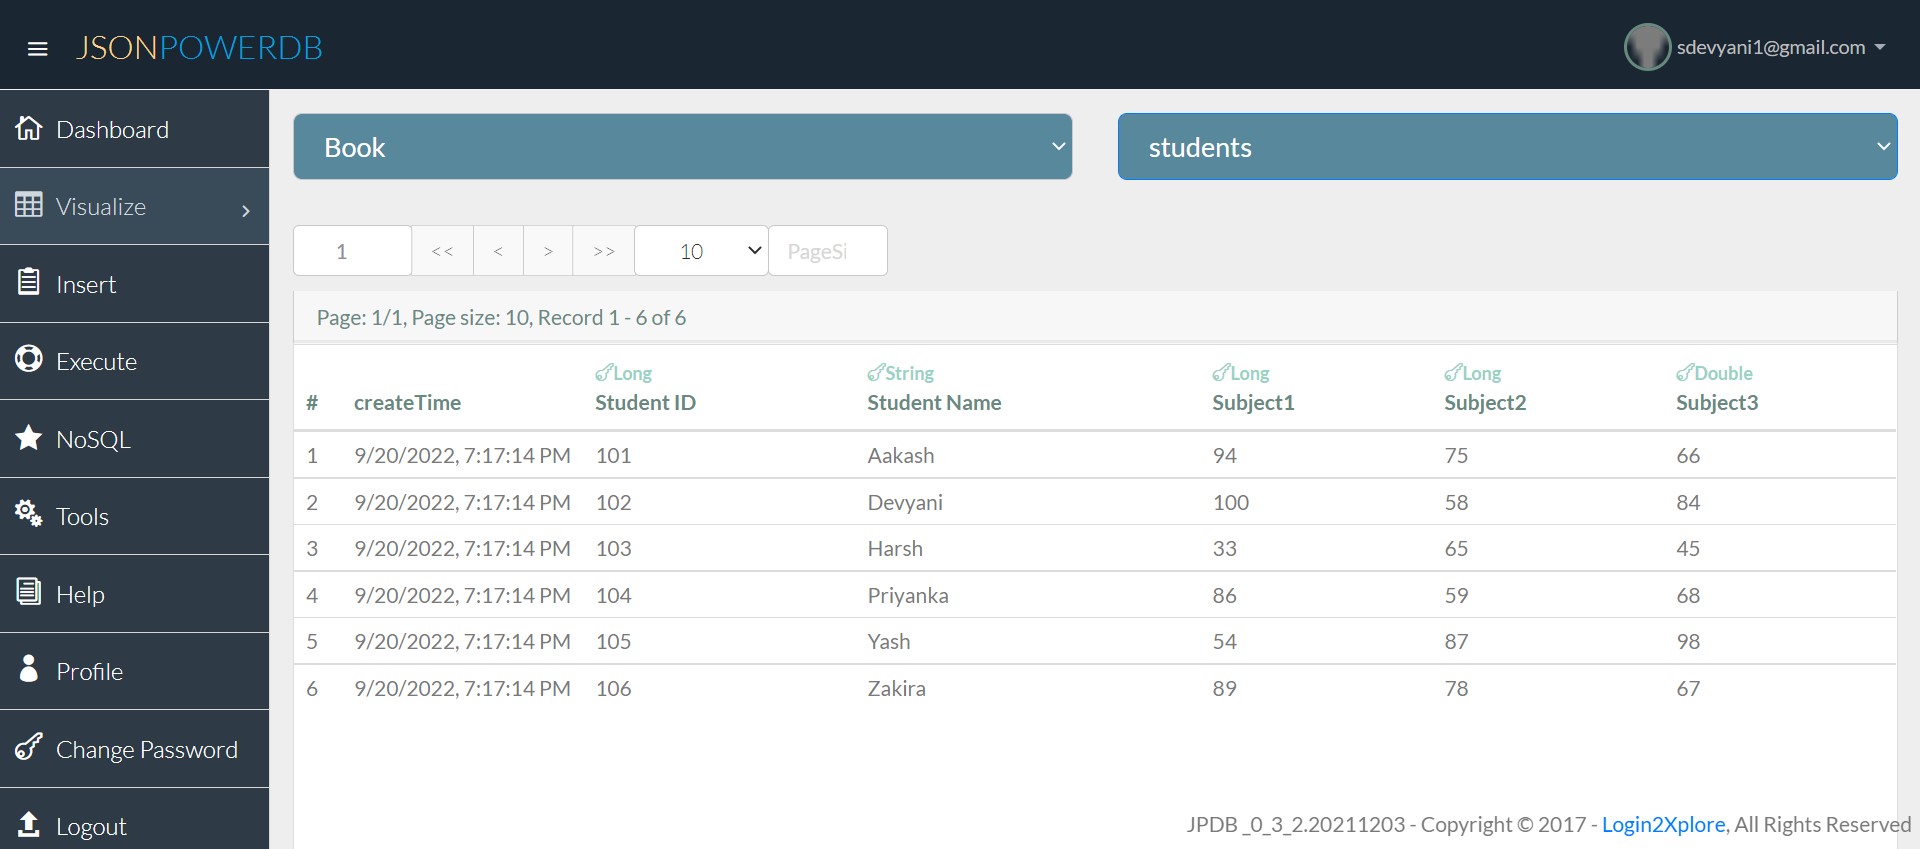 JSONPOWERDB
sdevyani1@gmail.com
Dashboard
Visualize
Insert
Execute
NoSQL
Tools
Help
Profile
Change Password
Logout
Book
students
1 << < > >> 10 PageSi
Page: 1/1, Page size: 10, Record 1 - 6 of 6
Long String Long Long Double
# createTime Student ID Student Name Subject1 Subject2 Subject3
1 9/20/2022, 7:17:14 PM 101 Aakash 94 75 66
2 9/20/2022, 7:17:14 PM 102 Devyani 100 58 84
3 9/20/2022, 7:17:14 PM 103 Harsh 33 65 45
4 9/20/2022, 7:17:14 PM 104 Priyanka 86 59 68
5 9/20/2022, 7:17:14 PM 105 Yash 54 87 98
6 9/20/2022, 7:17:14 PM 106 Zakira 89 78 67
JPDB _0_3_2.20211203 - Copyright © 2017 - Login2Xplore, All Rights Reserved